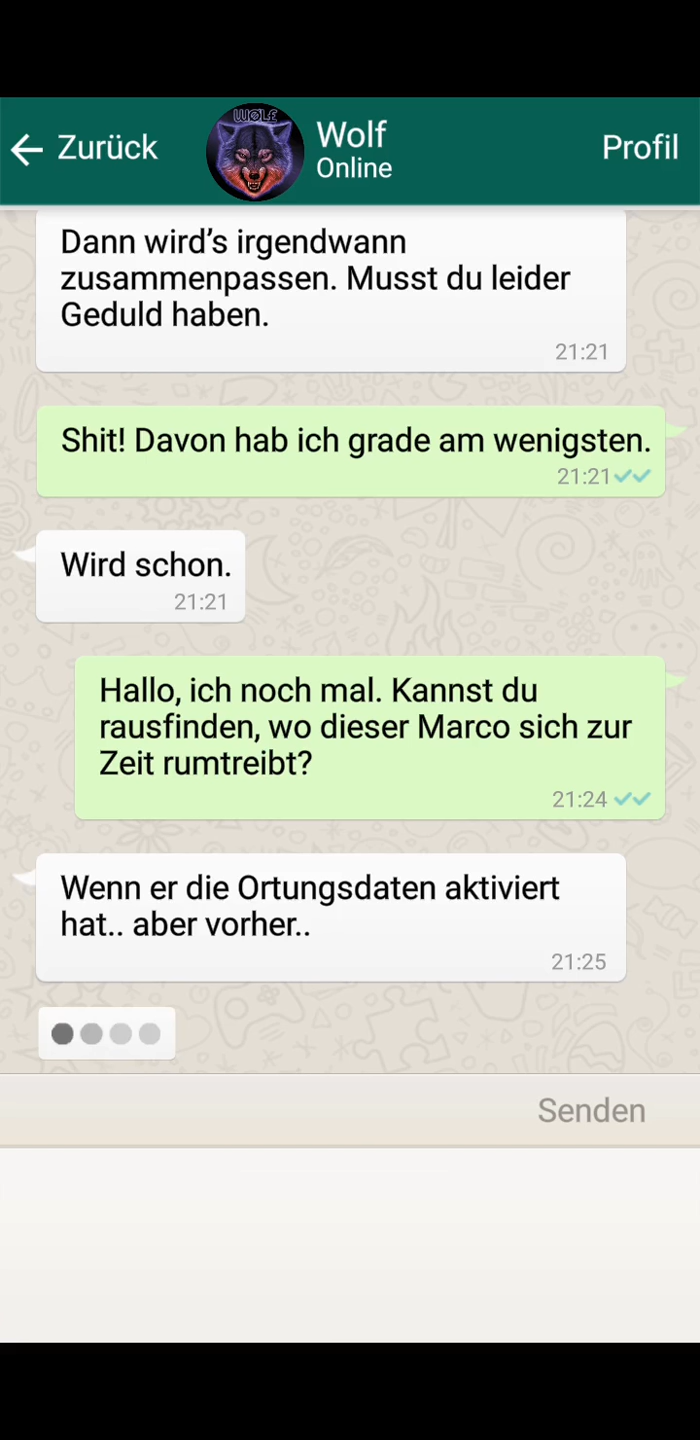 Zurück
WØLF
Wolf
Online
Profil
Dann wird’s irgendwann
zusammenpassen. Musst du leider
Geduld haben.
21:21
Shit! Davon hab ich grade am wenigsten.
21:21
Wird schon.
21:21
Hallo, ich noch mal. Kannst du
rausfinden, wo dieser Marco sich zur
Zeit rumtreibt?
21:24
Wenn er die Ortungsdaten aktiviert
hat.. aber vorher..
21:25
Senden